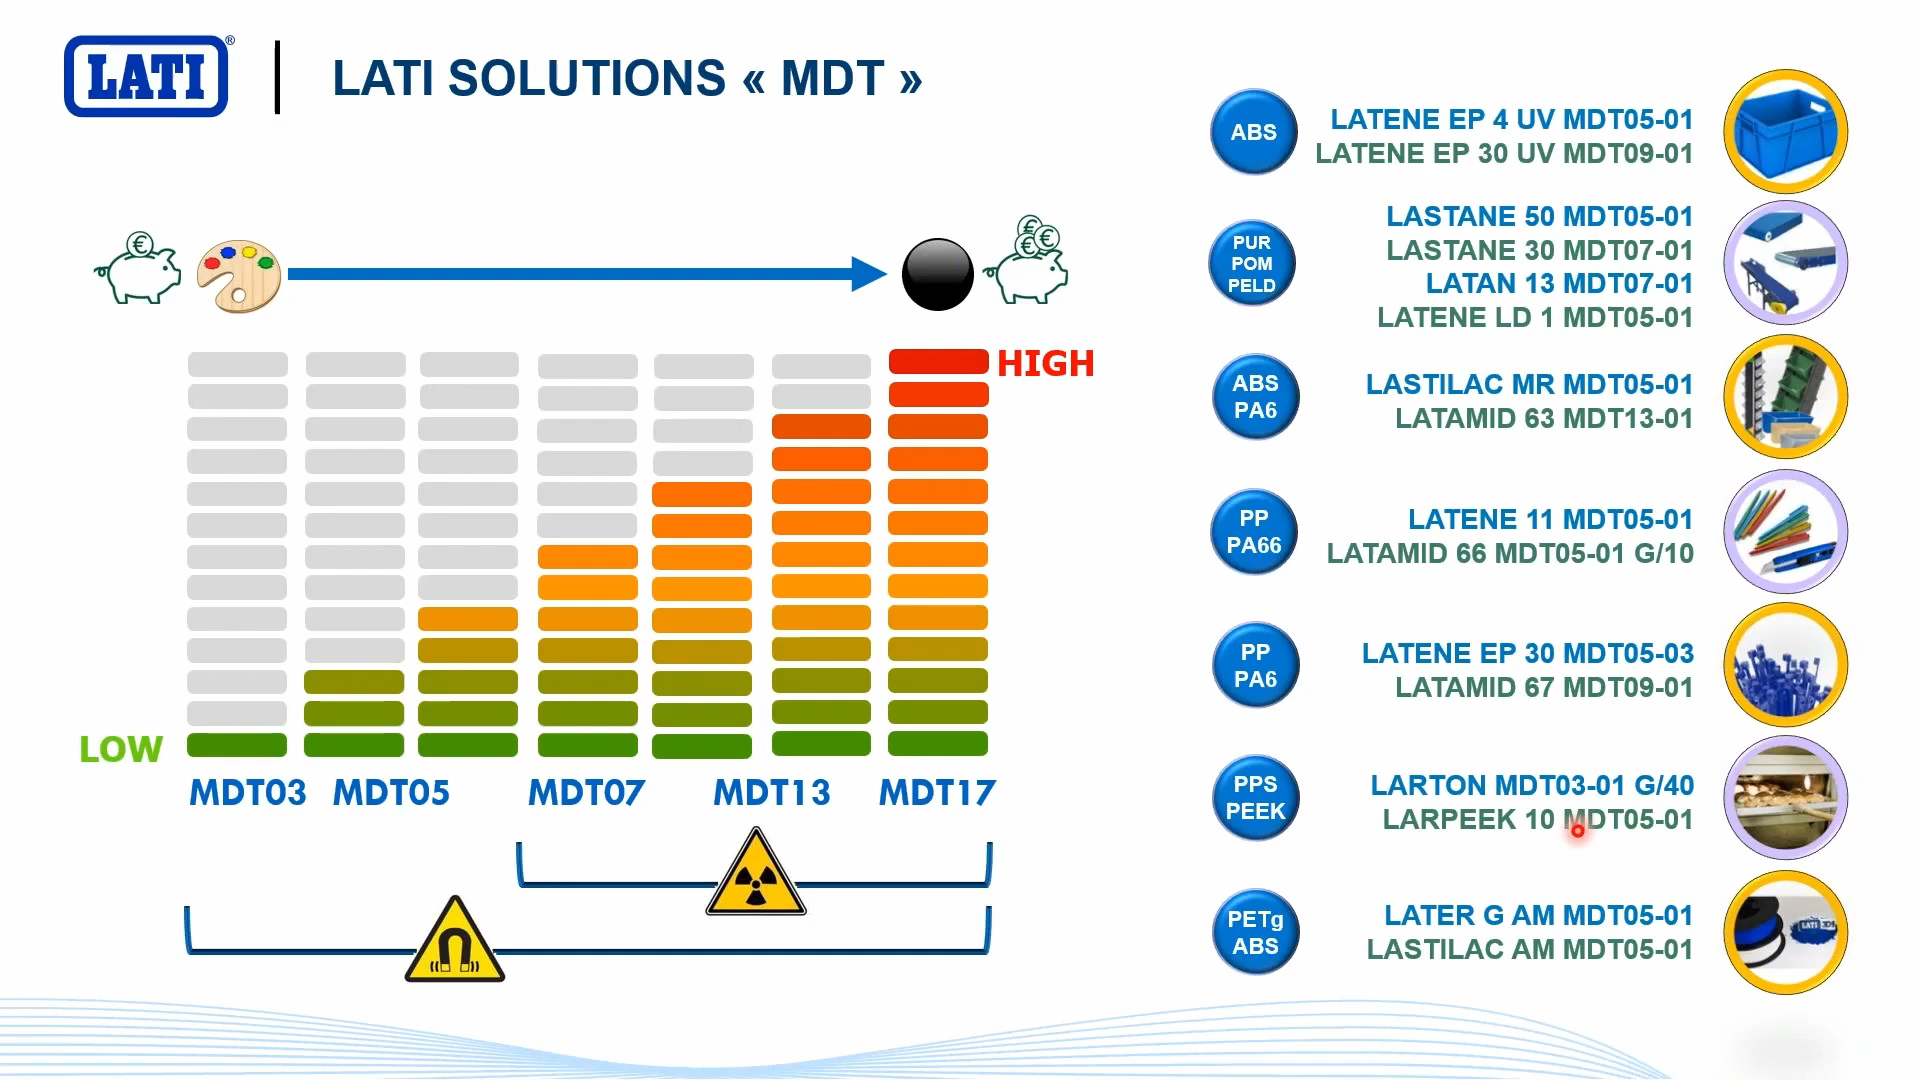 LATI®
LATI SOLUTIONS « MDT »
€
€€€
HIGH
LOW
MDT03 MDT05 MDT07 MDT13 MDT17
ABS
LATENE EP 4 UV MDT05-01
LATENE EP 30 UV MDT09-01
PUR
POM
PELD
LASTANE 50 MDT05-01
LASTANE 30 MDT07-01
LATAN 13 MDT07-01
LATENE LD 1 MDT05-01
ABS
PA6
LASTILAC MR MDT05-01
LATAMID 63 MDT13-01
PP
PA66
LATENE 11 MDT05-01
LATAMID 66 MDT05-01 G/10
PP
PA6
LATENE EP 30 MDT05-03
LATAMID 67 MDT09-01
PPS
PEEK
LARTON MDT03-01 G/40
LARPEEK 10 MDT05-01
PETg
ABS
LATER G AM MDT05-01
LASTILAC AM MDT05-01
LATI